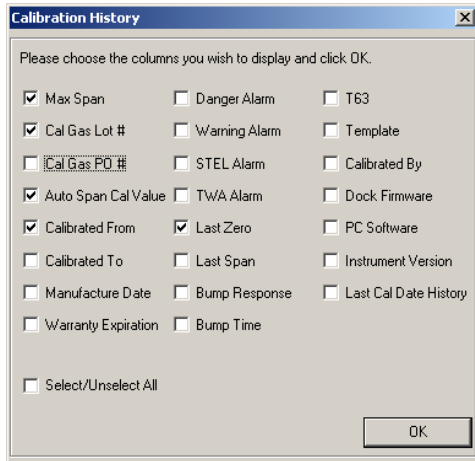 Calibration History
Please choose the columns you wish to display and click OK.
Max Span
Danger Alarm
T63
Cal Gas Lot #
Warning Alarm
Template
Cal Gas PO #
STEL Alarm
Calibrated By
Auto Span Cal Value
TWA Alarm
Dock Firmware
Calibrated From
Last Zero
PC Software
Calibrated To
Last Span
Instrument Version
Manufacture Date
Bump Response
Last Cal Date History
Warranty Expiration
Bump Time
Select/Unselect All
OK